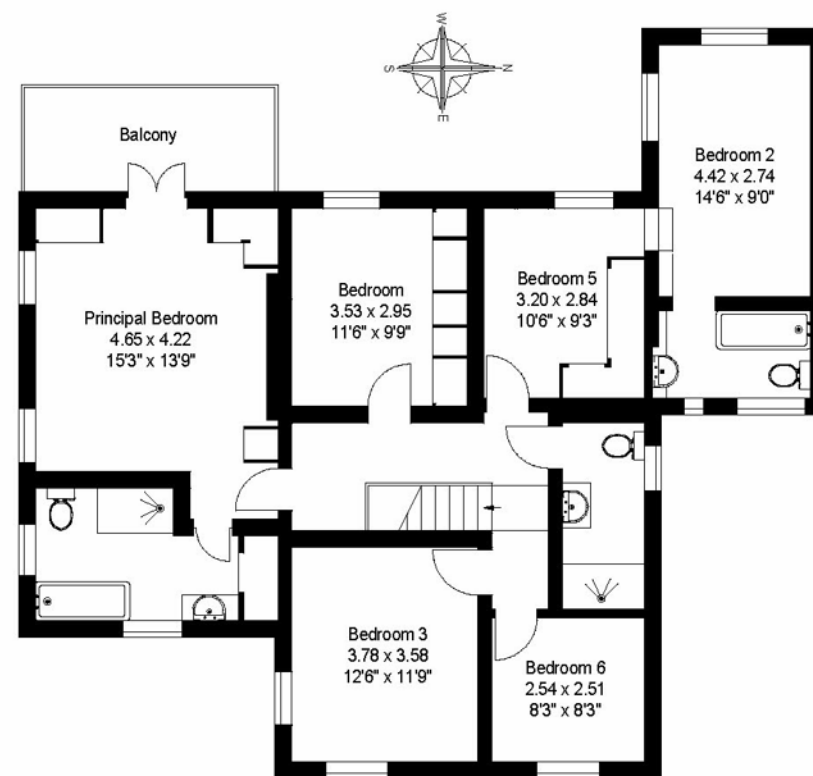 W
S
N
E
Balcony
Bedroom 2
4.42 x 2.74
14'6" x 9'0"
Principal Bedroom
4.65 x 4.22
15'3" x 13'9"
Bedroom
3.53 x 2.95
11'6" x 9'9"
Bedroom 5
3.20 x 2.84
10'6" x 9'3"
Bedroom 3
3.78 x 3.58
12'6" x 11'9"
Bedroom 6
2.54 x 2.51
8'3" x 8'3"